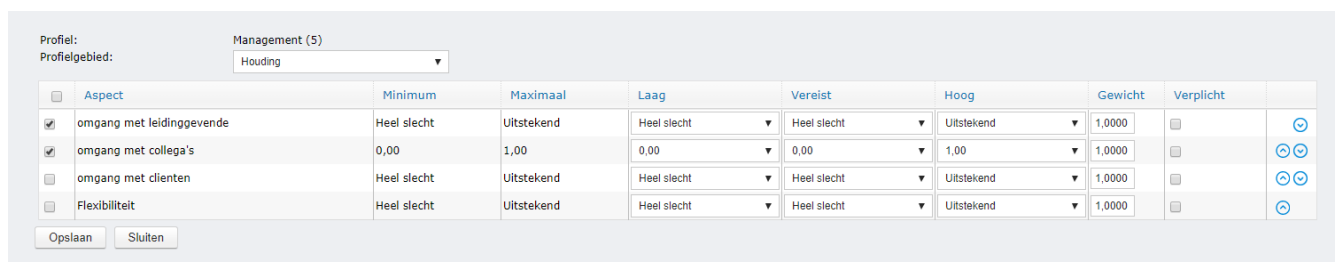 Profiel: Management (5)
Profielgebied: Houding
Aspect Minimum Maximaal Laag Vereist Hoog Gewicht Verplicht
omgang met leidinggevende Heel slecht Uitstekend Heel slecht Heel slecht Uitstekend 1,0000
omgang met collega's 0,00 1,00 0,00 0,00 1,00 1,0000
omgang met clienten Heel slecht Uitstekend Heel slecht Heel slecht Uitstekend 1,0000
Flexibiliteit Heel slecht Uitstekend Heel slecht Heel slecht Uitstekend 1,0000
Opslaan Sluiten